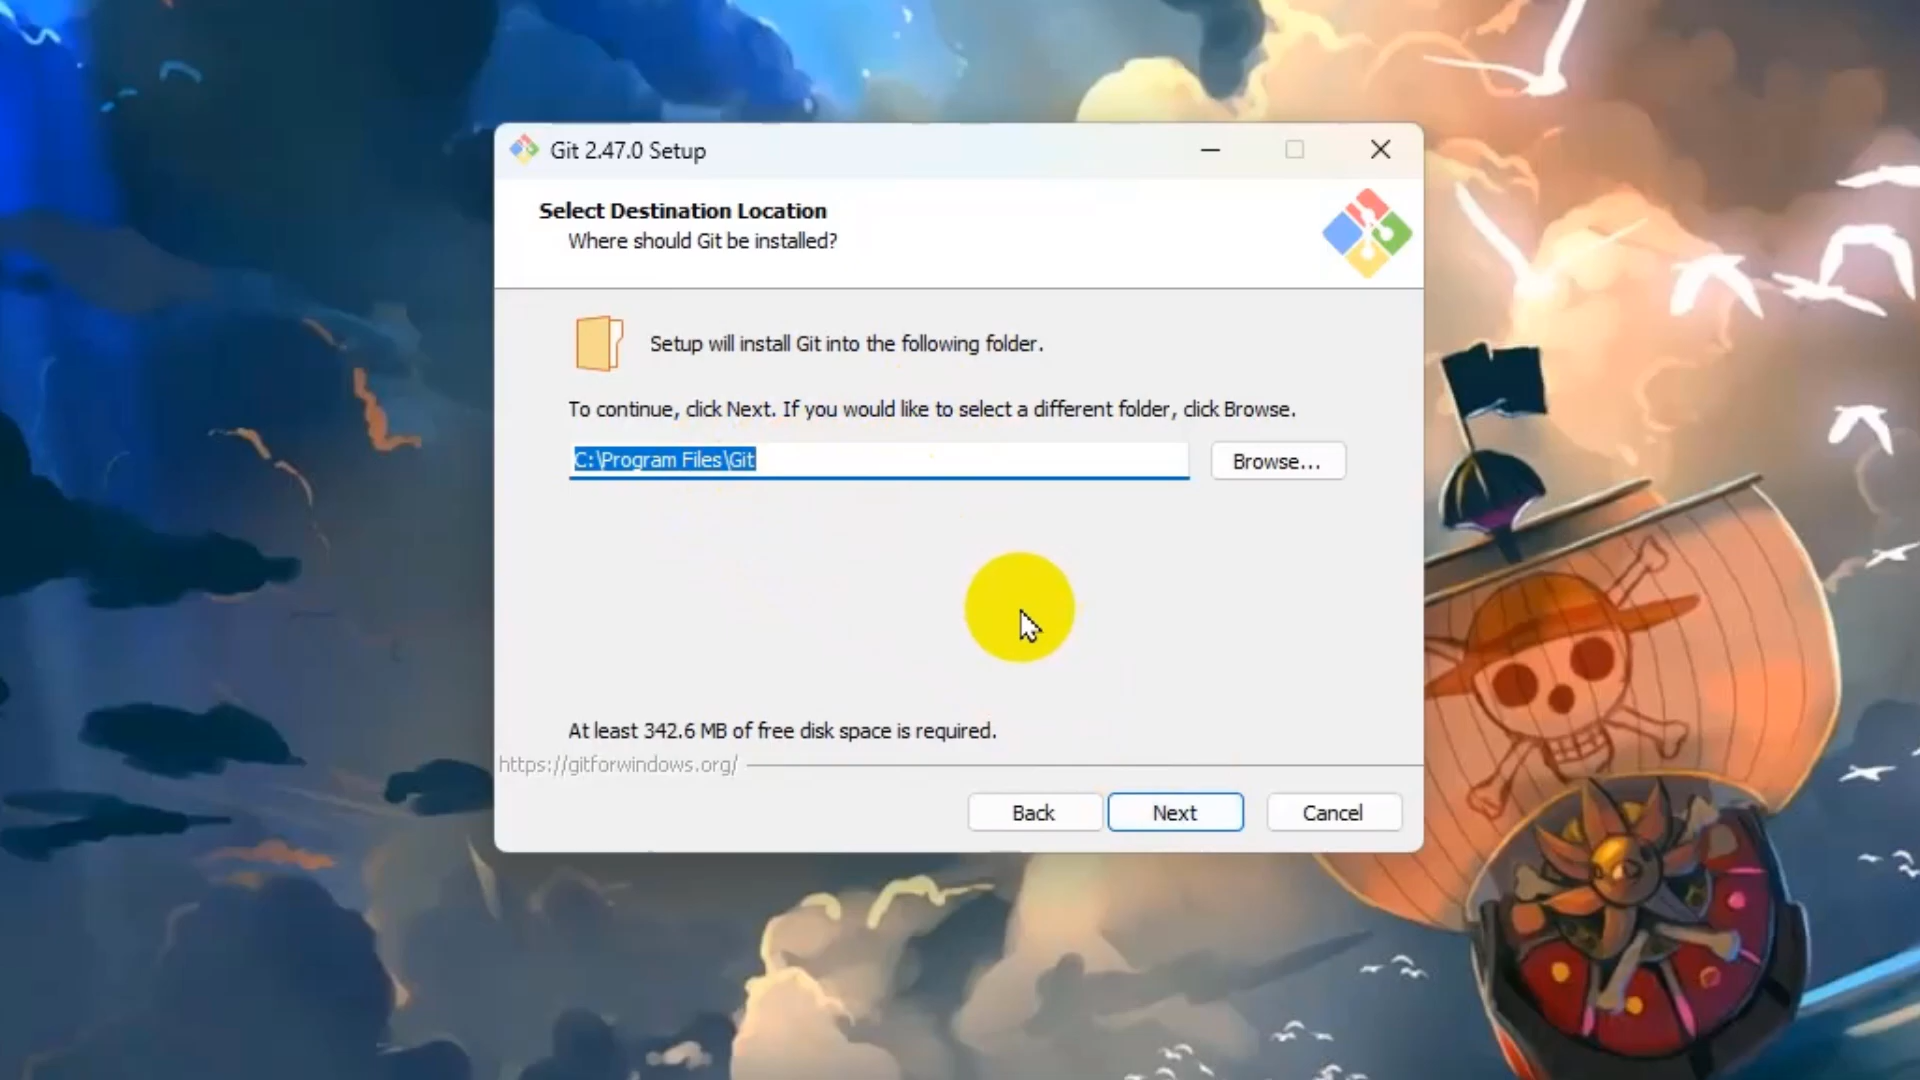 Git 2.47.0 Setup
Select Destination Location
Where should Git be installed?
Setup will install Git into the following folder.
To continue, click Next. If you would like to select a different folder, click Browse.
C:\Program Files\Git
Browse...
At least 342.6 MB of free disk space is required.
https://gitforwindows.org/
Back
Next
Cancel